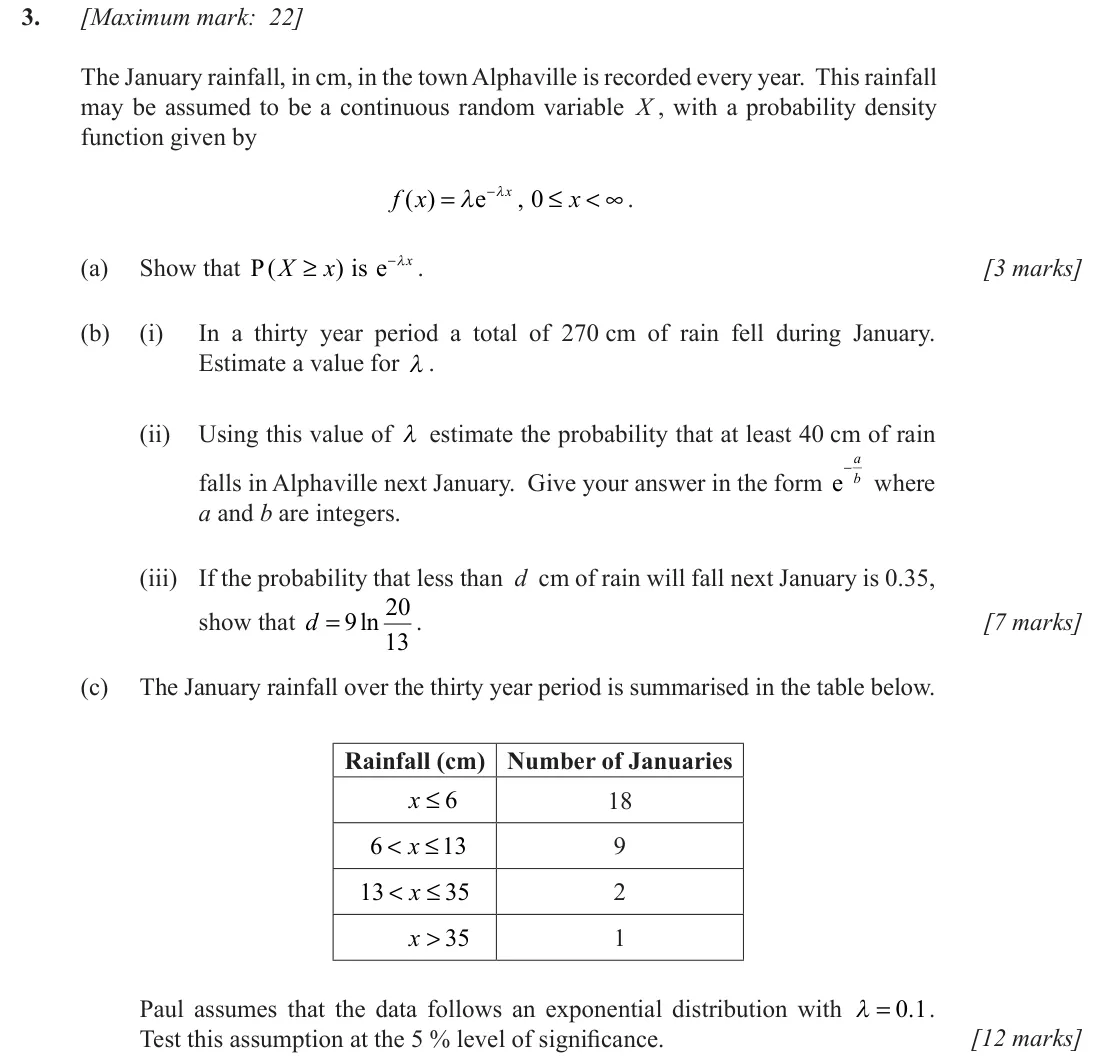 3. [Maximum mark: 22]
The January rainfall, in cm, in the town Alphaville is recorded every year. This rainfall
may be assumed to be a continuous random variable X, with a probability density
function given by
f(x) = λe^{−λx}, 0 ≤ x < ∞.
(a) Show that P(X ≥ x) is e^{−λx}. [3 marks]
(b) (i) In a thirty year period a total of 270 cm of rain fell during January.
Estimate a value for λ.
(ii) Using this value of λ estimate the probability that at least 40 cm of rain
falls in Alphaville next January. Give your answer in the form e^{−a/b} where
a and b are integers.
(iii) If the probability that less than d cm of rain will fall next January is 0.35,
show that d = 9 ln 20/13. [7 marks]
(c) The January rainfall over the thirty year period is summarised in the table below.
Rainfall (cm) Number of Januaries
x ≤ 6 18
6 < x ≤ 13 9
13 < x ≤ 35 2
x > 35 1
Paul assumes that the data follows an exponential distribution with λ = 0.1.
Test this assumption at the 5 % level of significance. [12 marks]